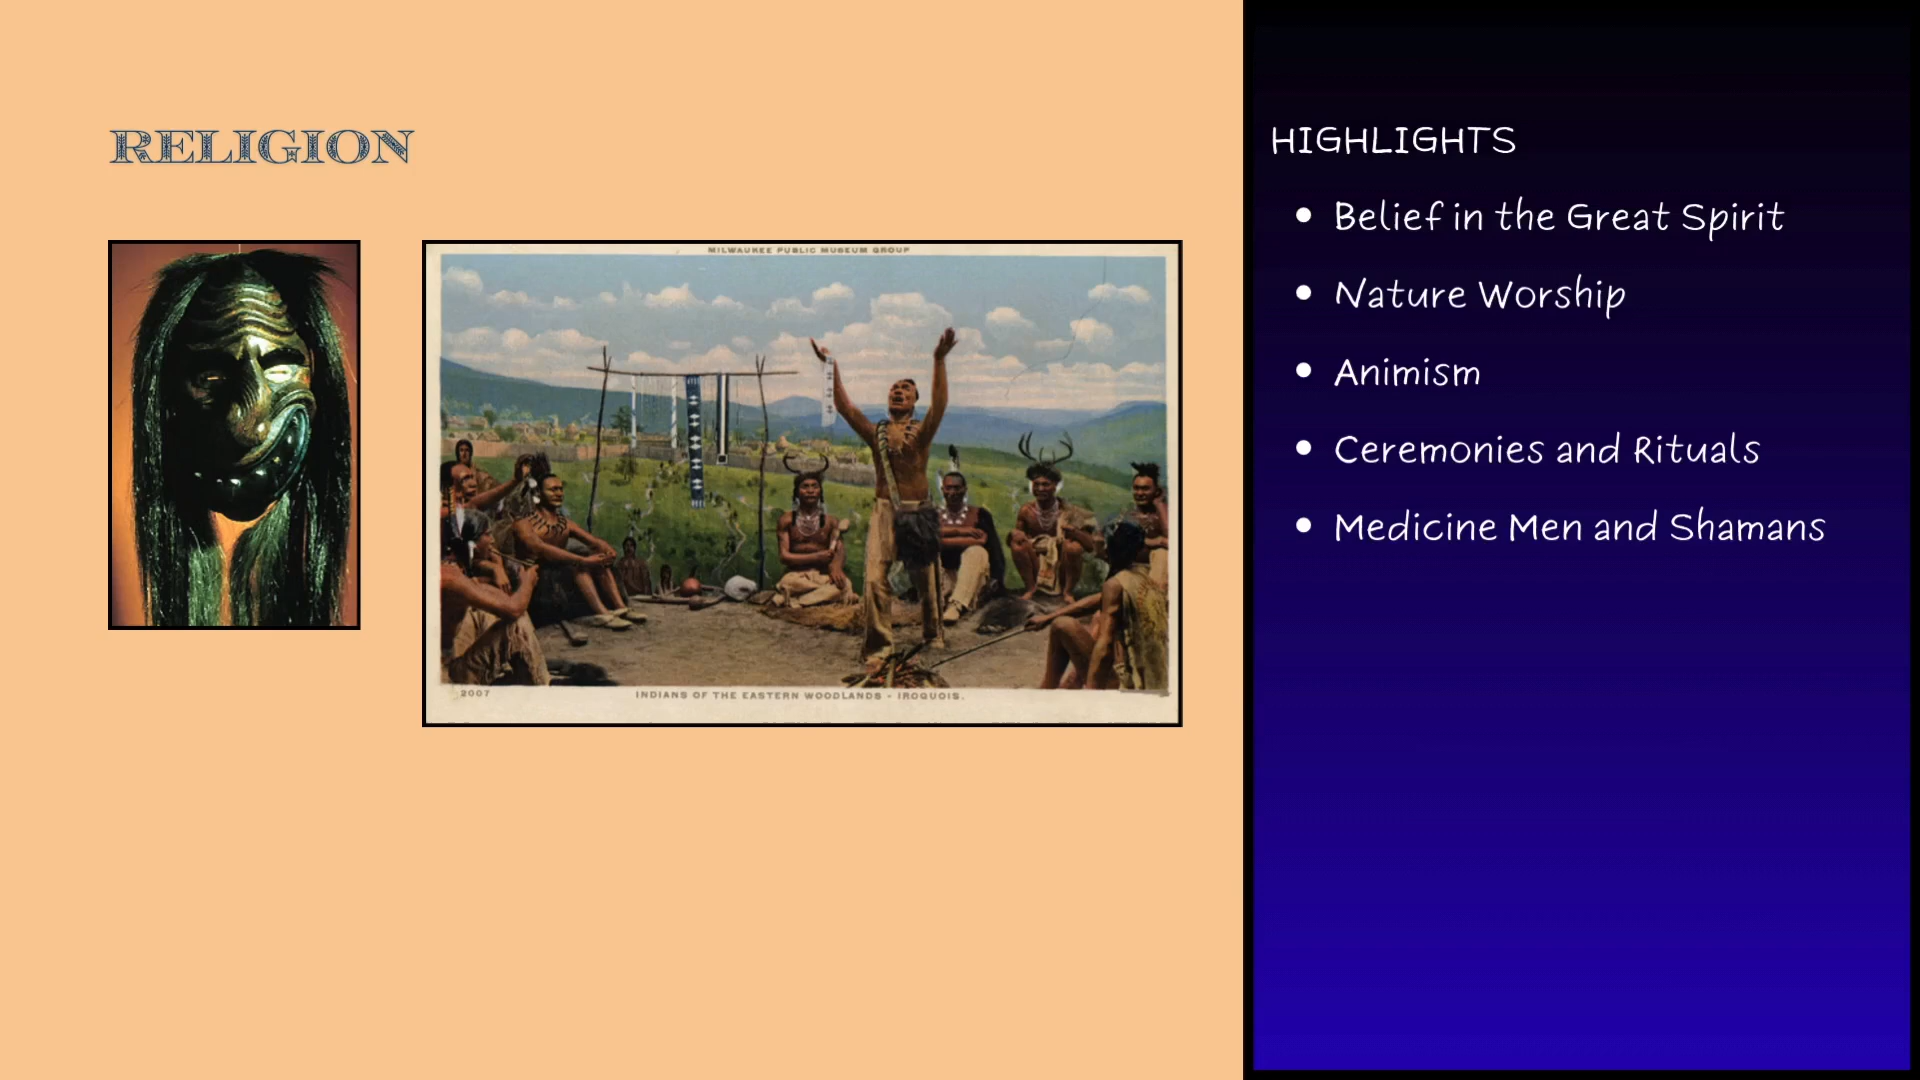 RELIGION
MILWAUKEE PUBLIC MUSEUM GROUP
2007
INDIANS OF THE EASTERN WOODLANDS - IROQUOIS.
HIGHLIGHTS
• Belief in the Great Spirit
• Nature Worship
• Animism
• Ceremonies and Rituals
• Medicine Men and Shamans